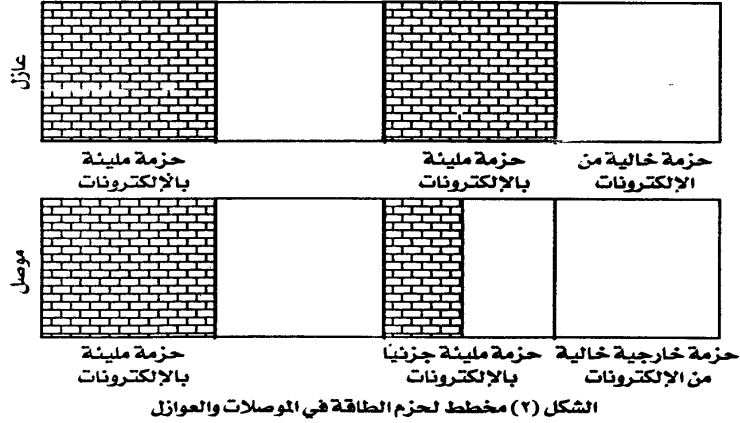 عازل
حزمة خالية من
الإلكترونات
حزمة مليئة
بالإلكترونات
حزمة مليئة
بالإلكترونات
موصل
حزمة خارجية خالية
من الإلكترونات
حزمة مليئة جزئيا
بالإلكترونات
حزمة مليئة
بالإلكترونات
الشكل (٢) مخطط لحزم الطاقة في الموصلات والعوازل